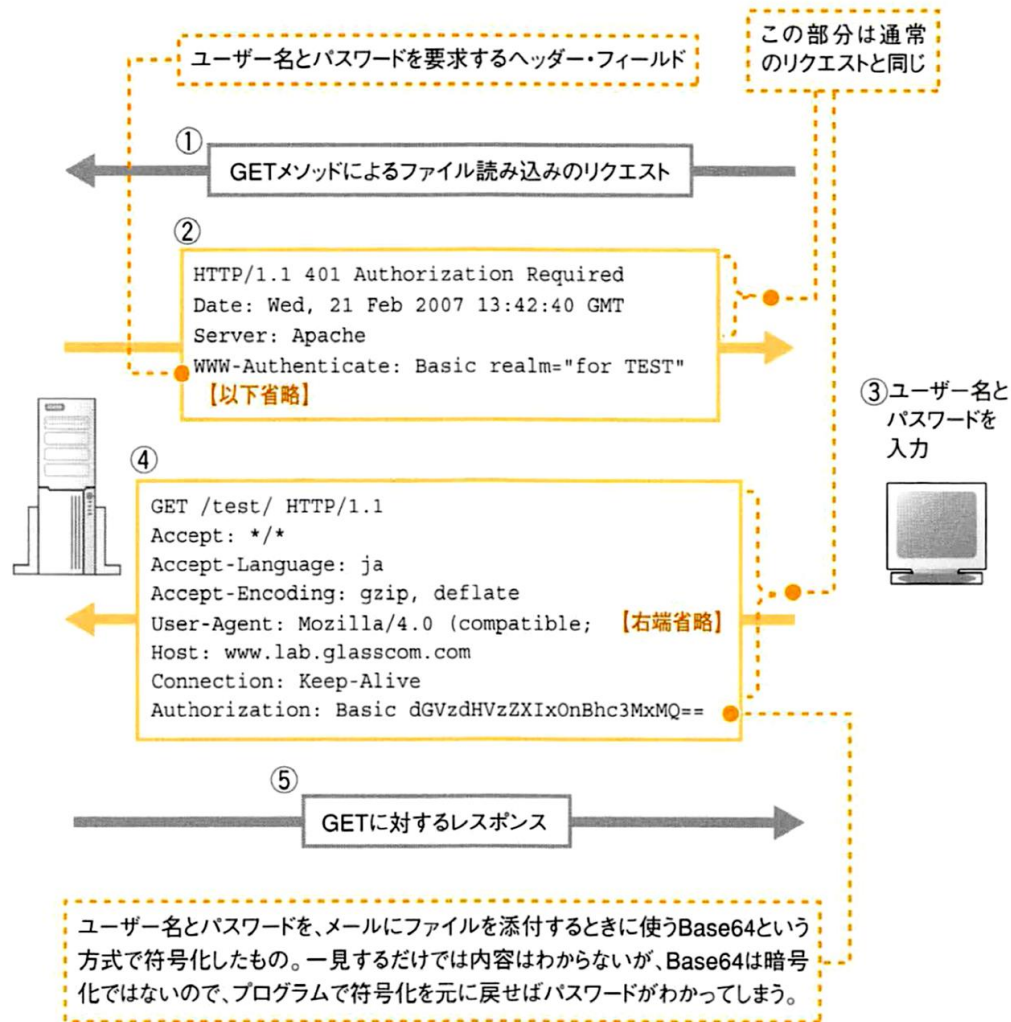 ユーザー名とパスワードを要求するヘッダー・フィールド
この部分は通常
のリクエストと同じ
①
GETメソッドによるファイル読み込みのリクエスト
②
HTTP/1.1 401 Authorization Required
Date: Wed, 21 Feb 2007 13:42:40 GMT
Server: Apache
WWW-Authenticate: Basic realm="for TEST"
【以下省略】
③ユーザー名と
パスワードを
入力
④
GET /test/ HTTP/1.1
Accept: */*
Accept-Language: ja
Accept-Encoding: gzip, deflate
User-Agent: Mozilla/4.0 (compatible; 【右端省略】
Host: www.lab.glasscom.com
Connection: Keep-Alive
Authorization: Basic dGVzdHVzZXIxOnBhc3MxMQ==
⑤
GETに対するレスポンス
ユーザー名とパスワードを、メールにファイルを添付するときに使うBase64という
方式で符号化したもの。一見するだけでは内容はわからないが、Base64は暗号
化ではないので、プログラムで符号化を元に戻せばパスワードがわかってしまう。